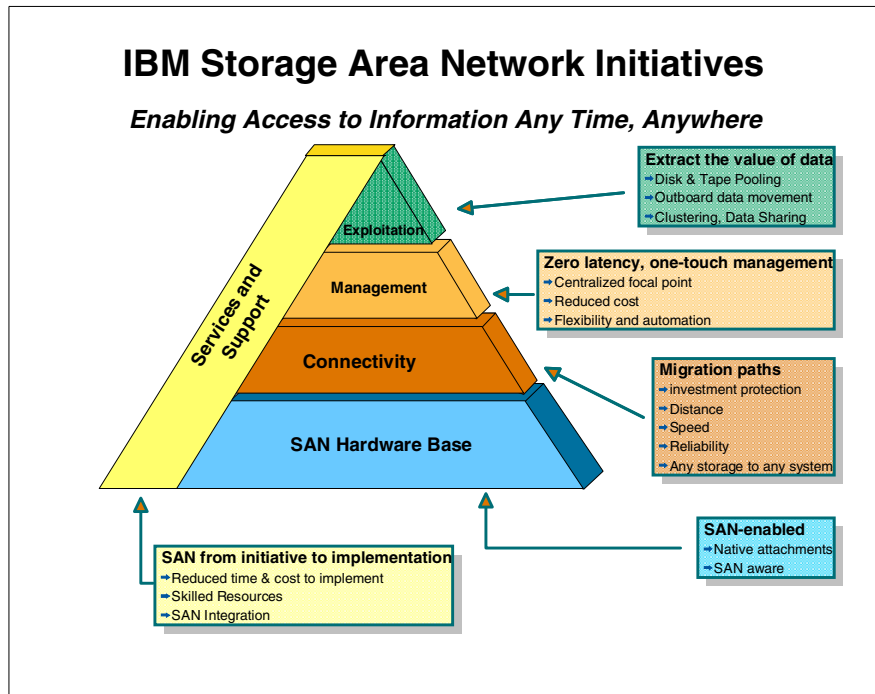 IBM Storage Area Network Initiatives
Enabling Access to Information Any Time, Anywhere
Extract the value of data
Disk & Tape Pooling
Outboard data movement
Clustering, Data Sharing
Exploitation
Zero latency, one-touch management
Centralized focal point
Reduced cost
Flexibility and automation
Management
Services and
Support
Connectivity
Migration paths
investment protection
Distance
Speed
Reliability
Any storage to any system
SAN Hardware Base
SAN-enabled
Native attachments
SAN aware
SAN from initiative to implementation
Reduced time & cost to implement
Skilled Resources
SAN Integration